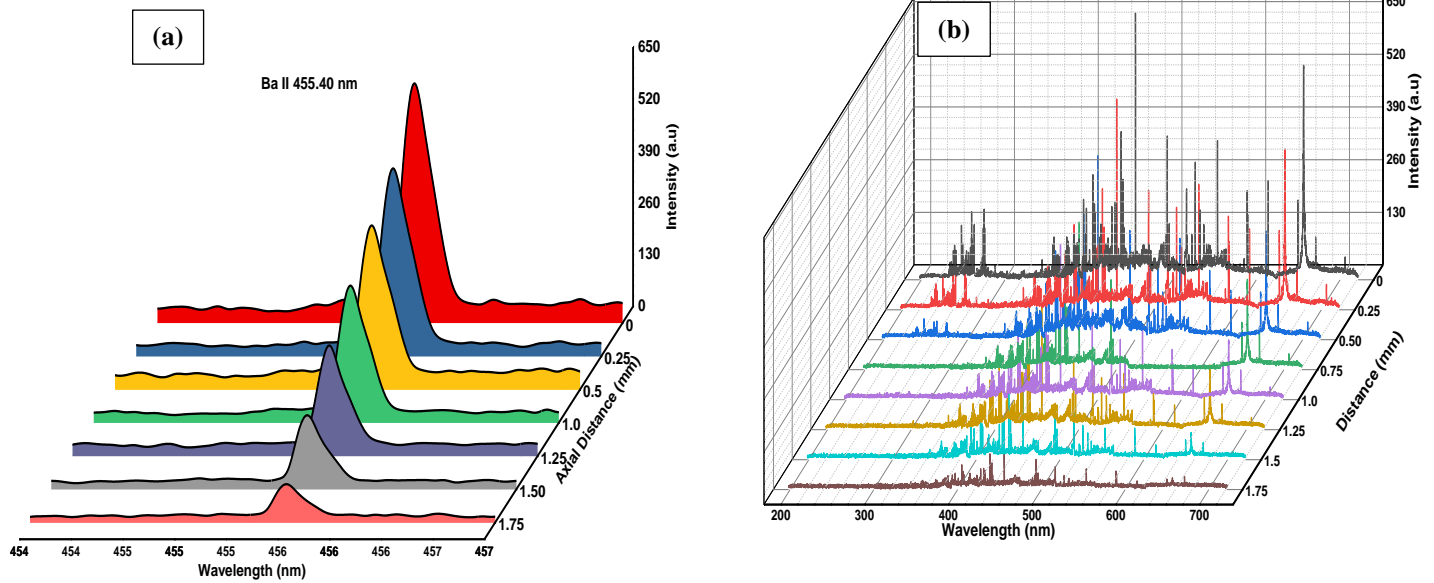 (a)
Ba II 455.40 nm
650
520
390
260
130
0
Intensity (a.u)
0
0.25
0.5
1.0
1.25
1.50
1.75
Axial Distance (mm)
454 454 455 455 455 456 456 456 457 457
Wavelength (nm)
(b)
650
520
390
260
130
Intensity (a.u)
0
0.25
0.50
0.75
1.0
1.25
1.5
1.75
Distance (mm)
200 300 400 500 600 700
Wavelength (nm)